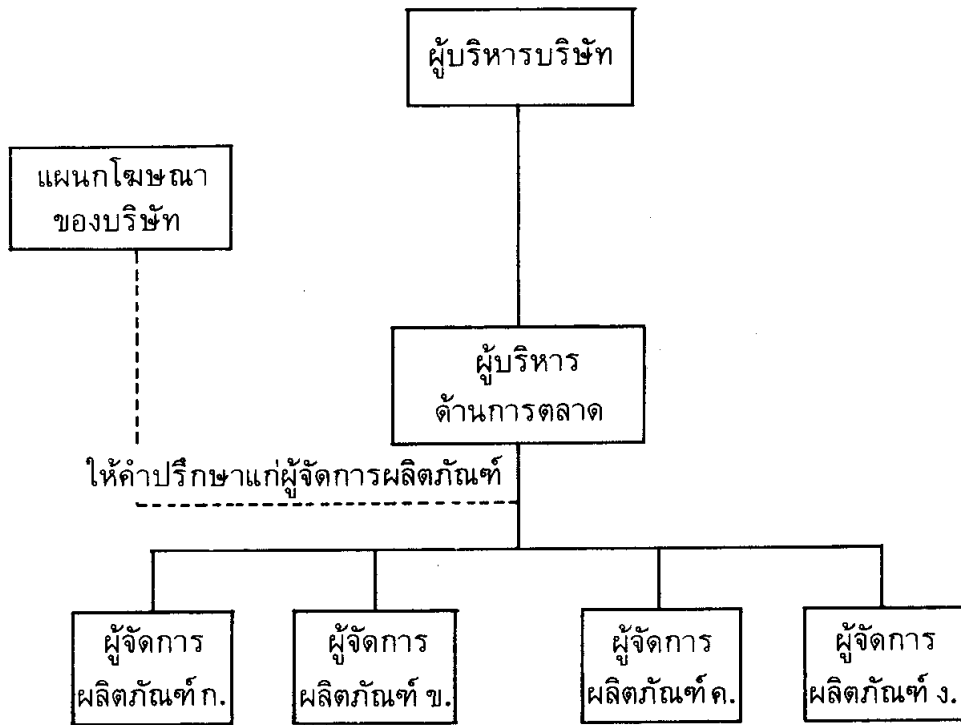 ผู้บริหารบริษัท
แผนกโฆษณา
ของบริษัท
ผู้บริหาร
ด้านการตลาด
ให้คำปรึกษาแก่ผู้จัดการผลิตภัณฑ์
ผู้จัดการ
ผลิตภัณฑ์ ก.
ผู้จัดการ
ผลิตภัณฑ์ ข.
ผู้จัดการ
ผลิตภัณฑ์ ค.
ผู้จัดการ
ผลิตภัณฑ์ ง.